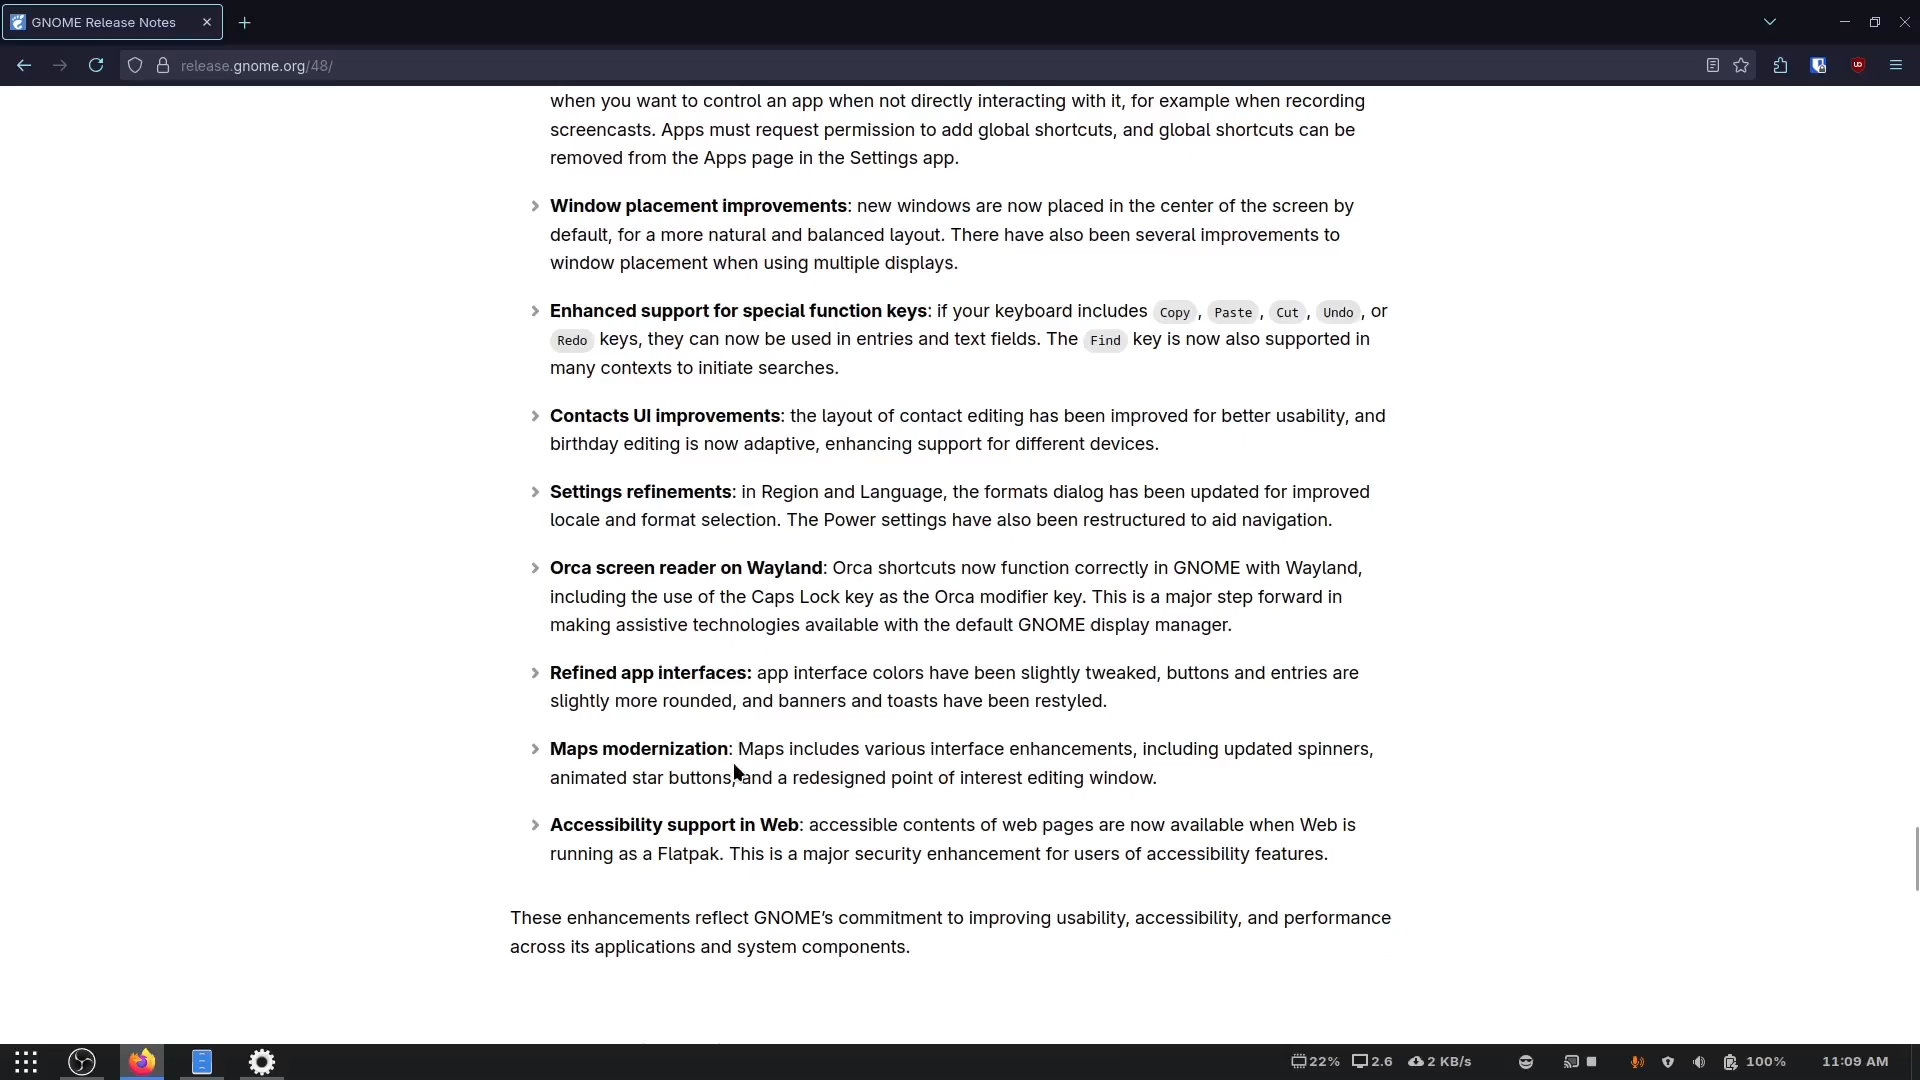 GNOME Release Notes
release.gnome.org/48/
when you want to control an app when not directly interacting with it, for example when recording
screencasts. Apps must request permission to add global shortcuts, and global shortcuts can be
removed from the Apps page in the Settings app.
Window placement improvements: new windows are now placed in the center of the screen by
default, for a more natural and balanced layout. There have also been several improvements to
window placement when using multiple displays.
Enhanced support for special function keys: if your keyboard includes Copy, Paste, Cut, Undo, or
Redo keys, they can now be used in entries and text fields. The Find key is now also supported in
many contexts to initiate searches.
Contacts UI improvements: the layout of contact editing has been improved for better usability, and
birthday editing is now adaptive, enhancing support for different devices.
Settings refinements: in Region and Language, the formats dialog has been updated for improved
locale and format selection. The Power settings have also been restructured to aid navigation.
Orca screen reader on Wayland: Orca shortcuts now function correctly in GNOME with Wayland,
including the use of the Caps Lock key as the Orca modifier key. This is a major step forward in
making assistive technologies available with the default GNOME display manager.
Refined app interfaces: app interface colors have been slightly tweaked, buttons and entries are
slightly more rounded, and banners and toasts have been restyled.
Maps modernization: Maps includes various interface enhancements, including updated spinners,
animated star buttons, and a redesigned point of interest editing window.
Accessibility support in Web: accessible contents of web pages are now available when Web is
running as a Flatpak. This is a major security enhancement for users of accessibility features.
These enhancements reflect GNOME’s commitment to improving usability, accessibility, and performance
across its applications and system components.
22% 2.6 2 KB/s 100% 11:09 AM